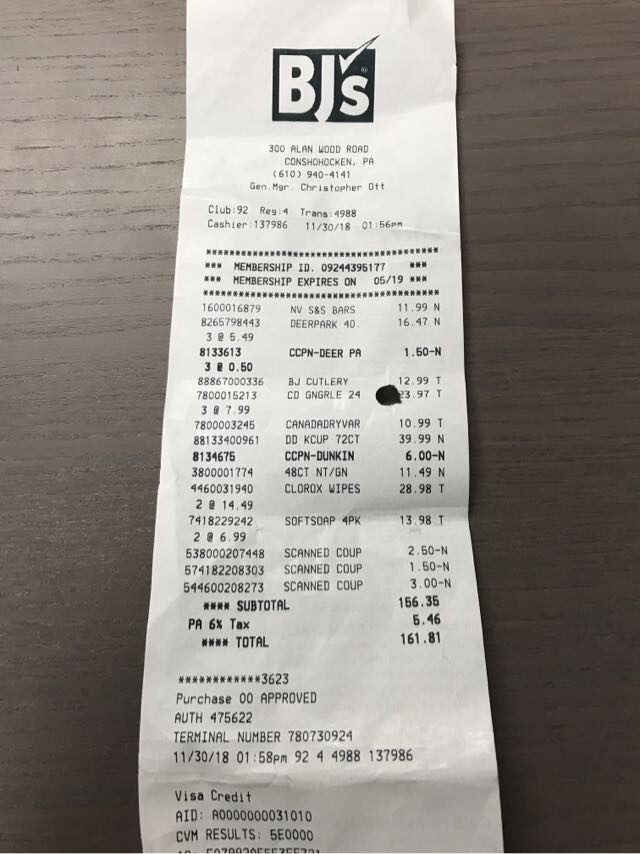 BJ's
300 ALAN WOOD ROAD
CONSHOHOCKEN, PA
(610) 940-4141
Gen.Mgr. Christopher Ott
Club:92 Reg:4 Trans:4988
Cashier:137986 11/30/18 01:56pm
****************************************
*** MEMBERSHIP ID. 09244395177 ***
*** MEMBERSHIP EXPIRES ON 05/19 ***
****************************************
1600016879 NV S&S BARS 11.99 N
8265798443 DEERPARK 40. 16.47 N
3 @ 5.49
8133613 CCPN-DEER PA 1.50-N
3 @ 0.50
88867000336 BJ CUTLERY 12.99 T
7800015213 CD GNGRLE 24 23.97 T
3 @ 7.99
7800003245 CANADADRYVAR 10.99 T
88133400961 DD KCUP 72CT 39.99 N
8134675 CCPN-DUNKIN 6.00-N
3800001774 48CT NT/GN 11.49 N
4460031940 CLOROX WIPES 28.98 T
2 @ 14.49
7418229242 SOFTSOAP 4PK 13.98 T
2 @ 6.99
538000207448 SCANNED COUP 2.50-N
574182208303 SCANNED COUP 1.50-N
544600208273 SCANNED COUP 3.00-N
**** SUBTOTAL 156.35
PA 6% Tax 5.46
**** TOTAL 161.81
************3623
Purchase 00 APPROVED
AUTH 475622
TERMINAL NUMBER 780730924
11/30/18 01:58pm 92 4 4988 137986
Visa Credit
AID: A0000000031010
CVM RESULTS: 5E0000